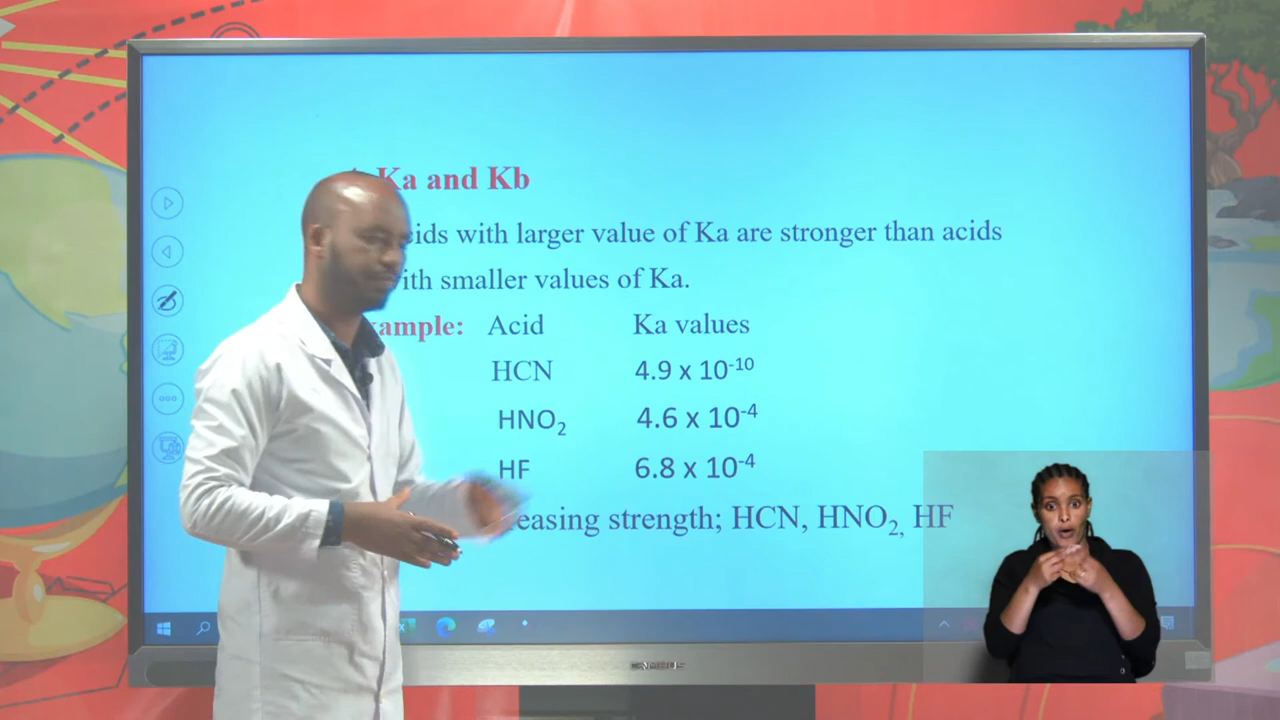 Ka and Kb
ids with larger value of Ka are stronger than acids
ith smaller values of Ka.
ample: Acid Ka values
HCN 4.9 x 10⁻¹⁰
HNO₂ 4.6 x 10⁻⁴
HF 6.8 x 10⁻⁴
easing strength; HCN, HNO₂, HF